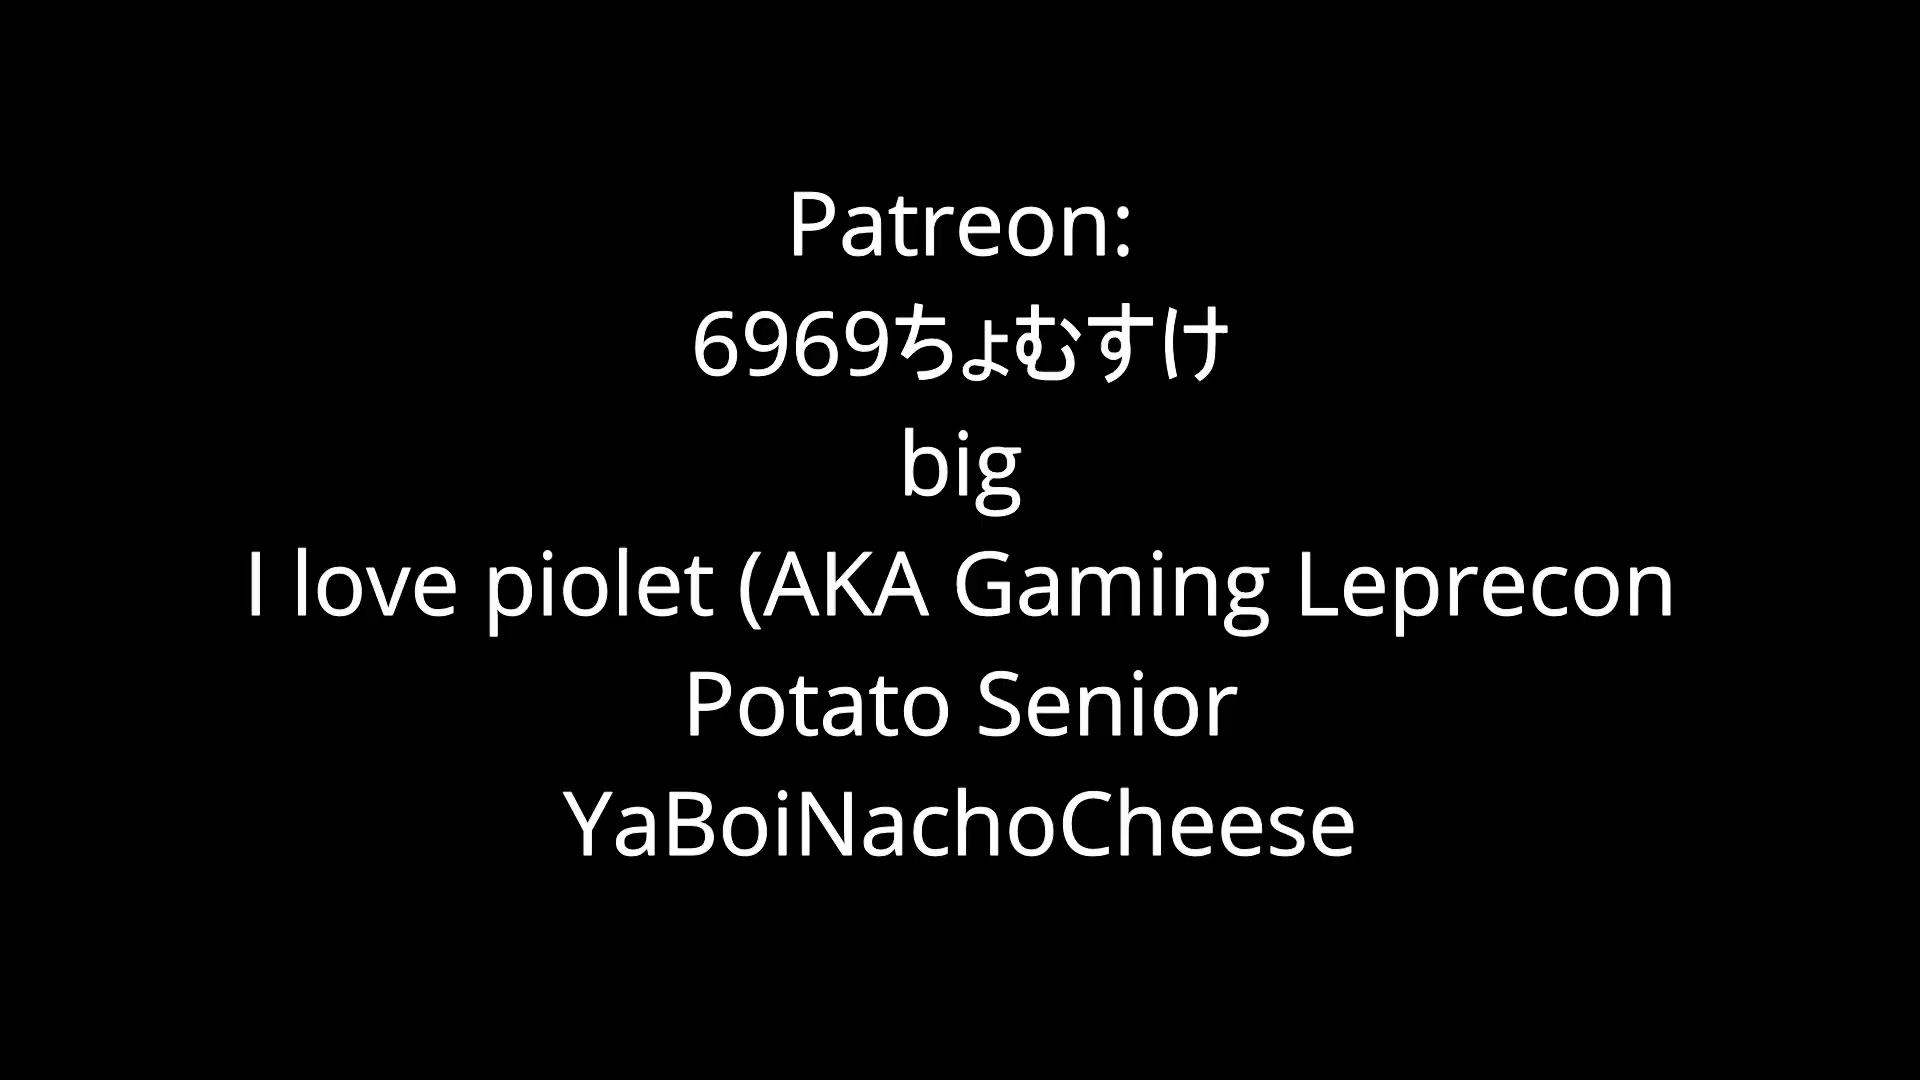 Patreon:
6969ちょむすけ
big
I love piolet (AKA Gaming Leprecon
Potato Senior
YaBoiNachoCheese